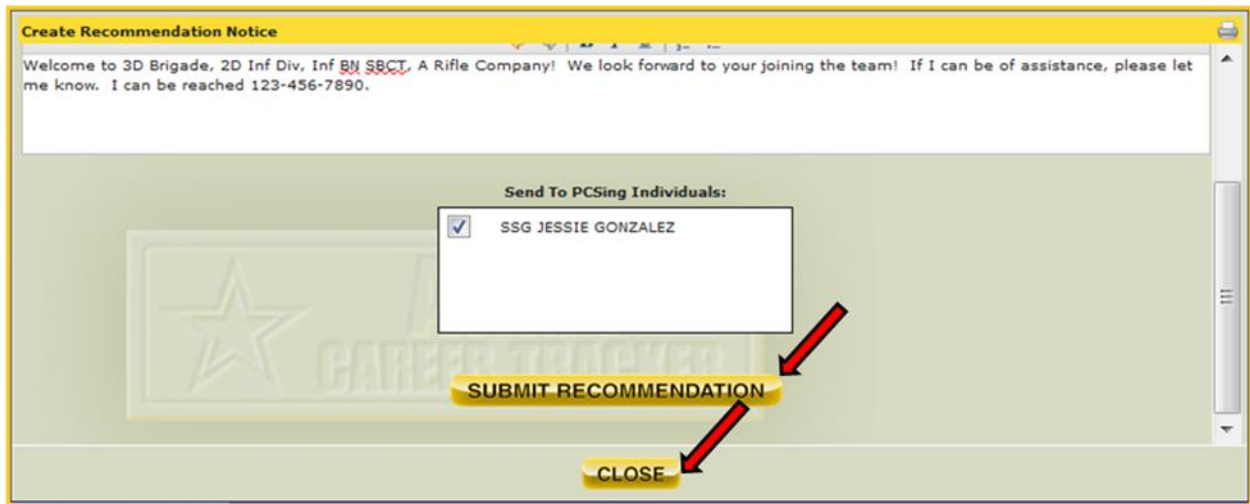 Create Recommendation Notice
Welcome to 3D Brigade, 2D Inf Div, Inf BN SBCT, A Rifle Company! We look forward to your joining the team! If I can be of assistance, please let
me know. I can be reached 123-456-7890.
Send To PCSing Individuals:
SSG JESSIE GONZALEZ
CAREER TRACKER
SUBMIT RECOMMENDATION
CLOSE